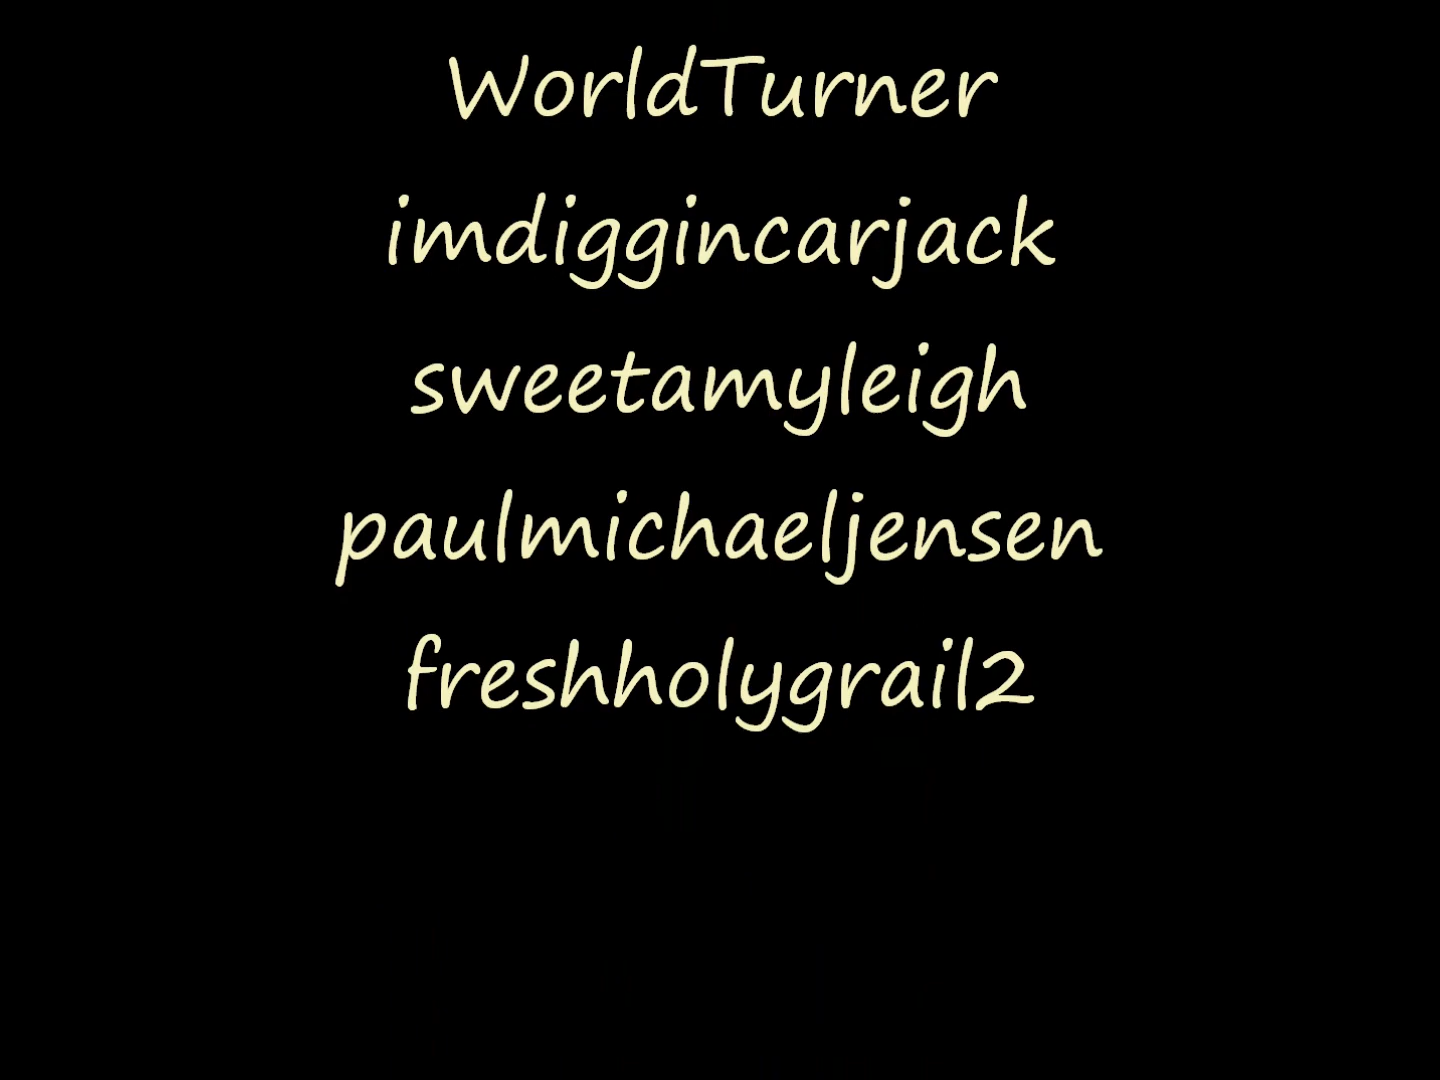 WorldTurner
imdiggincarjack
sweetamyleigh
paulmichaeljensen
freshholygrail2